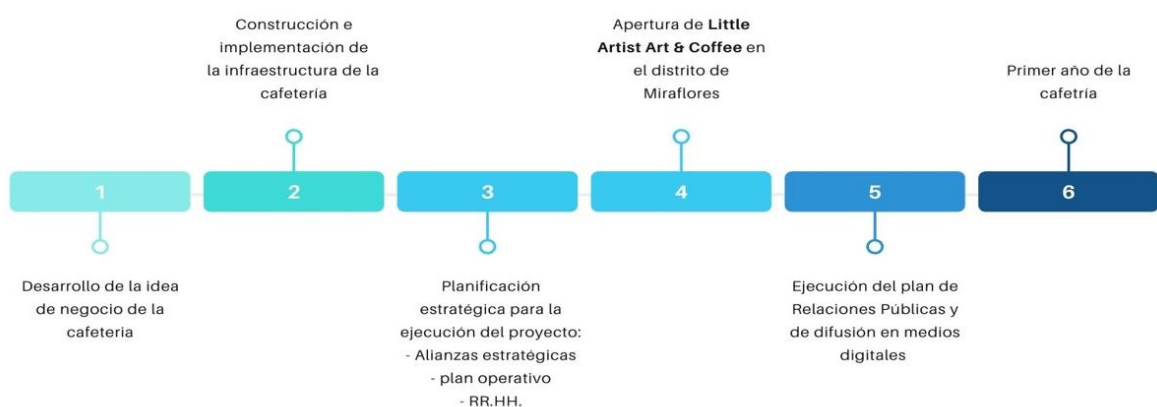 1
Desarrollo de la idea
de negocio de la
cafeteria
Construcción e
implementación de
la infraestructura de la
cafetería
2
3
Planificación
estratégica para la
ejecución del proyecto:
- Alianzas estratégicas
- plan operativo
- RR.HH.
Apertura de Little
Artist Art & Coffee en
el distrito de
Miraflores
4
5
Ejecución del plan de
Relaciones Públicas y
de difusión en medios
digitales
Primer año de la
cafetría
6